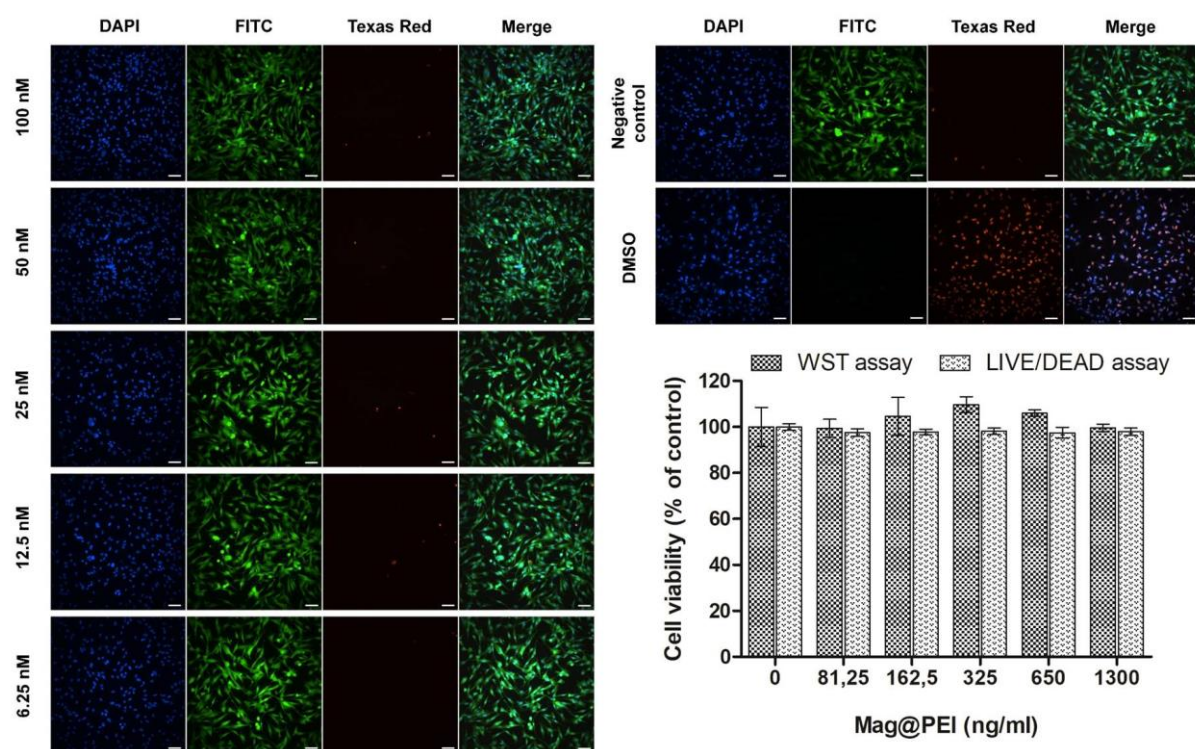 DAPI FITC Texas Red Merge
100 nM
50 nM
25 nM
12.5 nM
6.25 nM
DAPI FITC Texas Red Merge
Negative
control
DMSO
WST assay LIVE/DEAD assay
Cell viability (% of control)
120
100
80
60
40
20
0
0 81,25 162,5 325 650 1300
Mag@PEI (ng/ml)